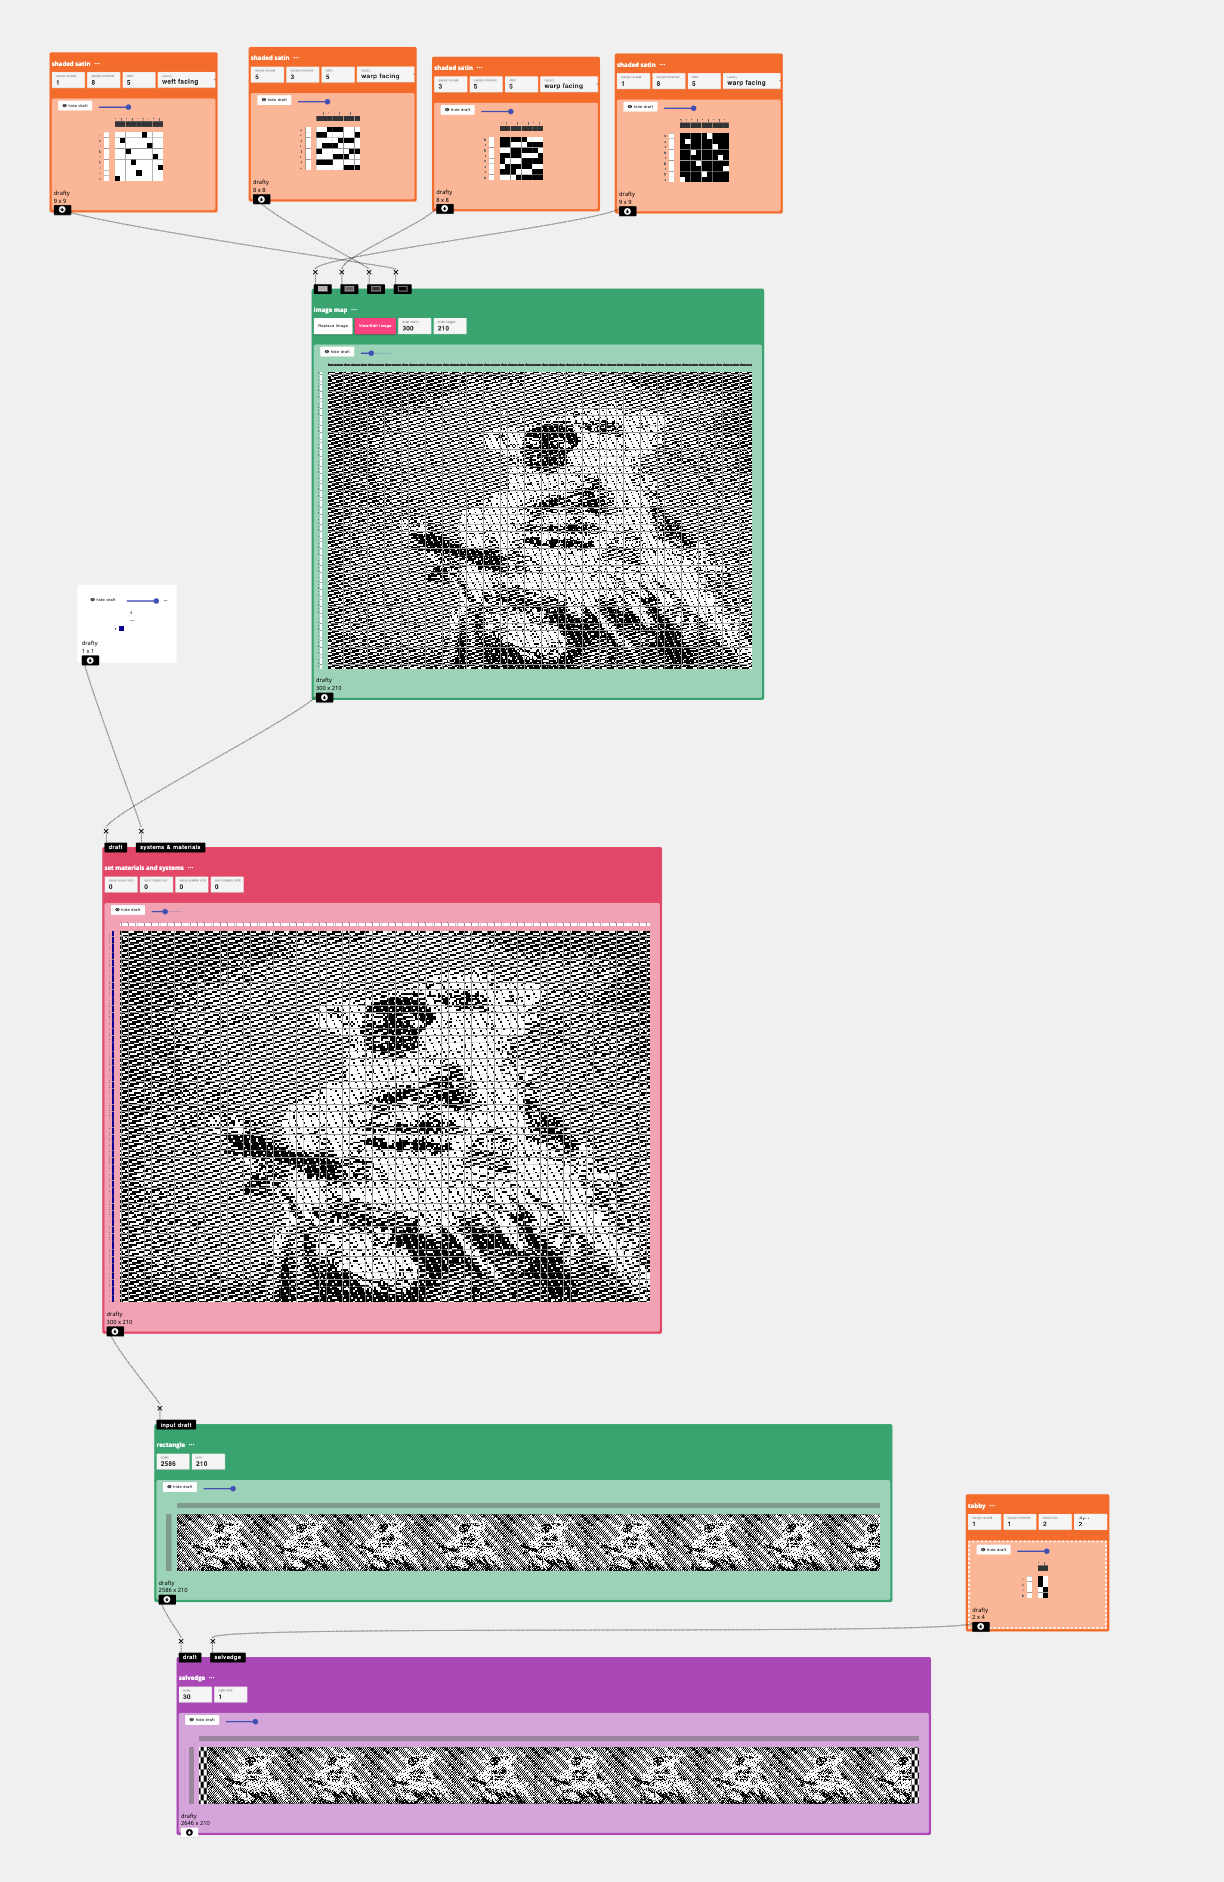 shaded satin ...
1
8
5
weft facing
hide draft
drafty
9 x 9
shaded satin ...
5
3
5
warp facing
hide draft
drafty
8 x 8
shaded satin ...
3
5
5
warp facing
hide draft
drafty
8 x 8
shaded satin ...
1
8
5
warp facing
hide draft
drafty
9 x 9
image map ...
Replace Image
View/Edit Image
300
210
hide draft
drafty
300 x 210
hide draft
drafty
1 x 1
draft
systems & materials
set materials and systems ...
0
0
0
0
hide draft
drafty
300 x 210
input draft
rectangle ...
2586
210
hide draft
drafty
2586 x 210
tabby ...
1
1
2
2
hide draft
drafty
2 x 4
draft
selvedge
selvedge ...
30
1
hide draft
drafty
2646 x 210